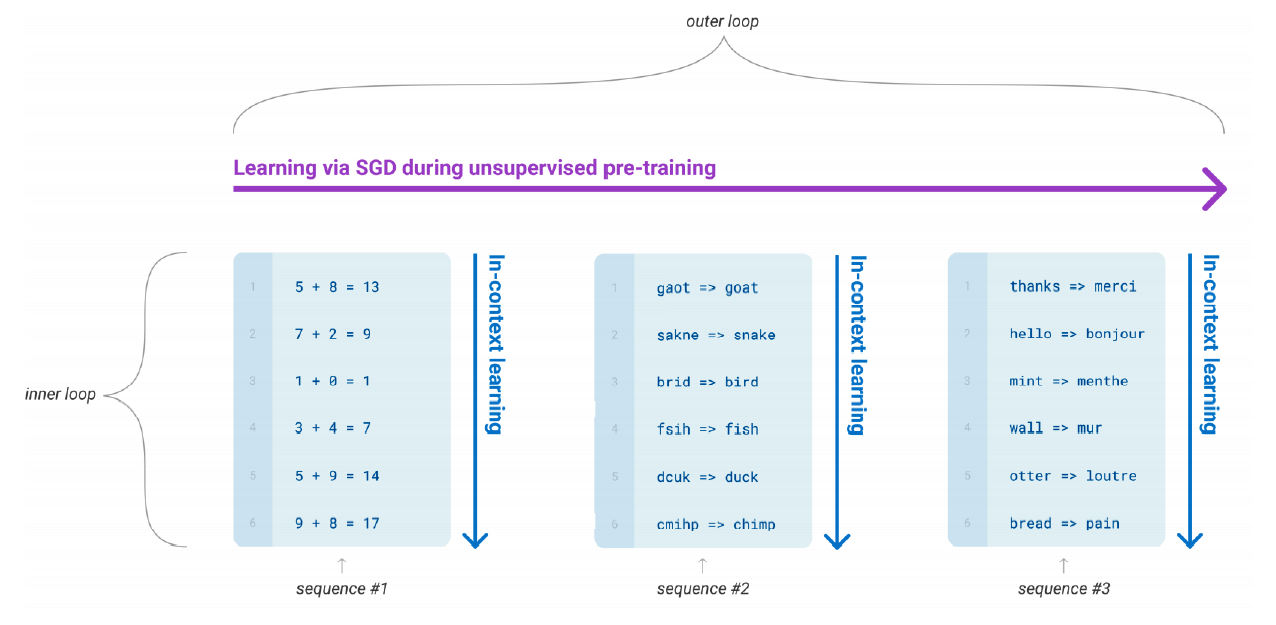 outer loop
Learning via SGD during unsupervised pre-training
inner loop
1 5 + 8 = 13
2 7 + 2 = 9
3 1 + 0 = 1
4 3 + 4 = 7
5 5 + 9 = 14
6 9 + 8 = 17
In-context learning
sequence #1
1 gaot => goat
2 sakne => snake
3 brid => bird
4 fsih => fish
5 dcuk => duck
6 cmihp => chimp
In-context learning
sequence #2
1 thanks => merci
2 hello => bonjour
3 mint => menthe
4 wall => mur
5 otter => loutre
6 bread => pain
In-context learning
sequence #3